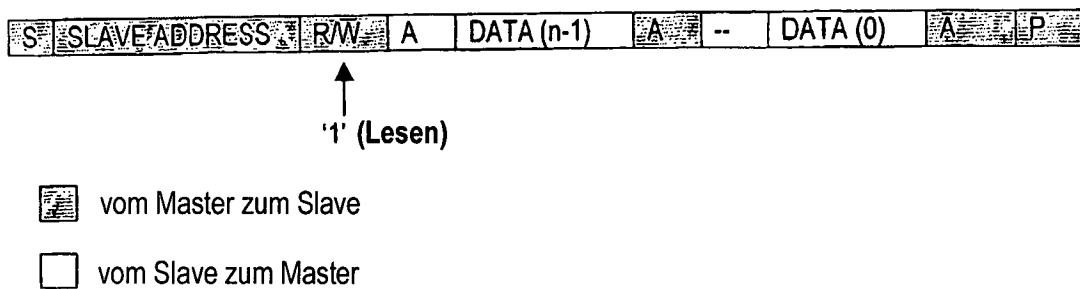 S SLAVE ADDRESS R/W A DATA (n-1) A -- DATA (0) A P
'1' (Lesen)
vom Master zum Slave
vom Slave zum Master